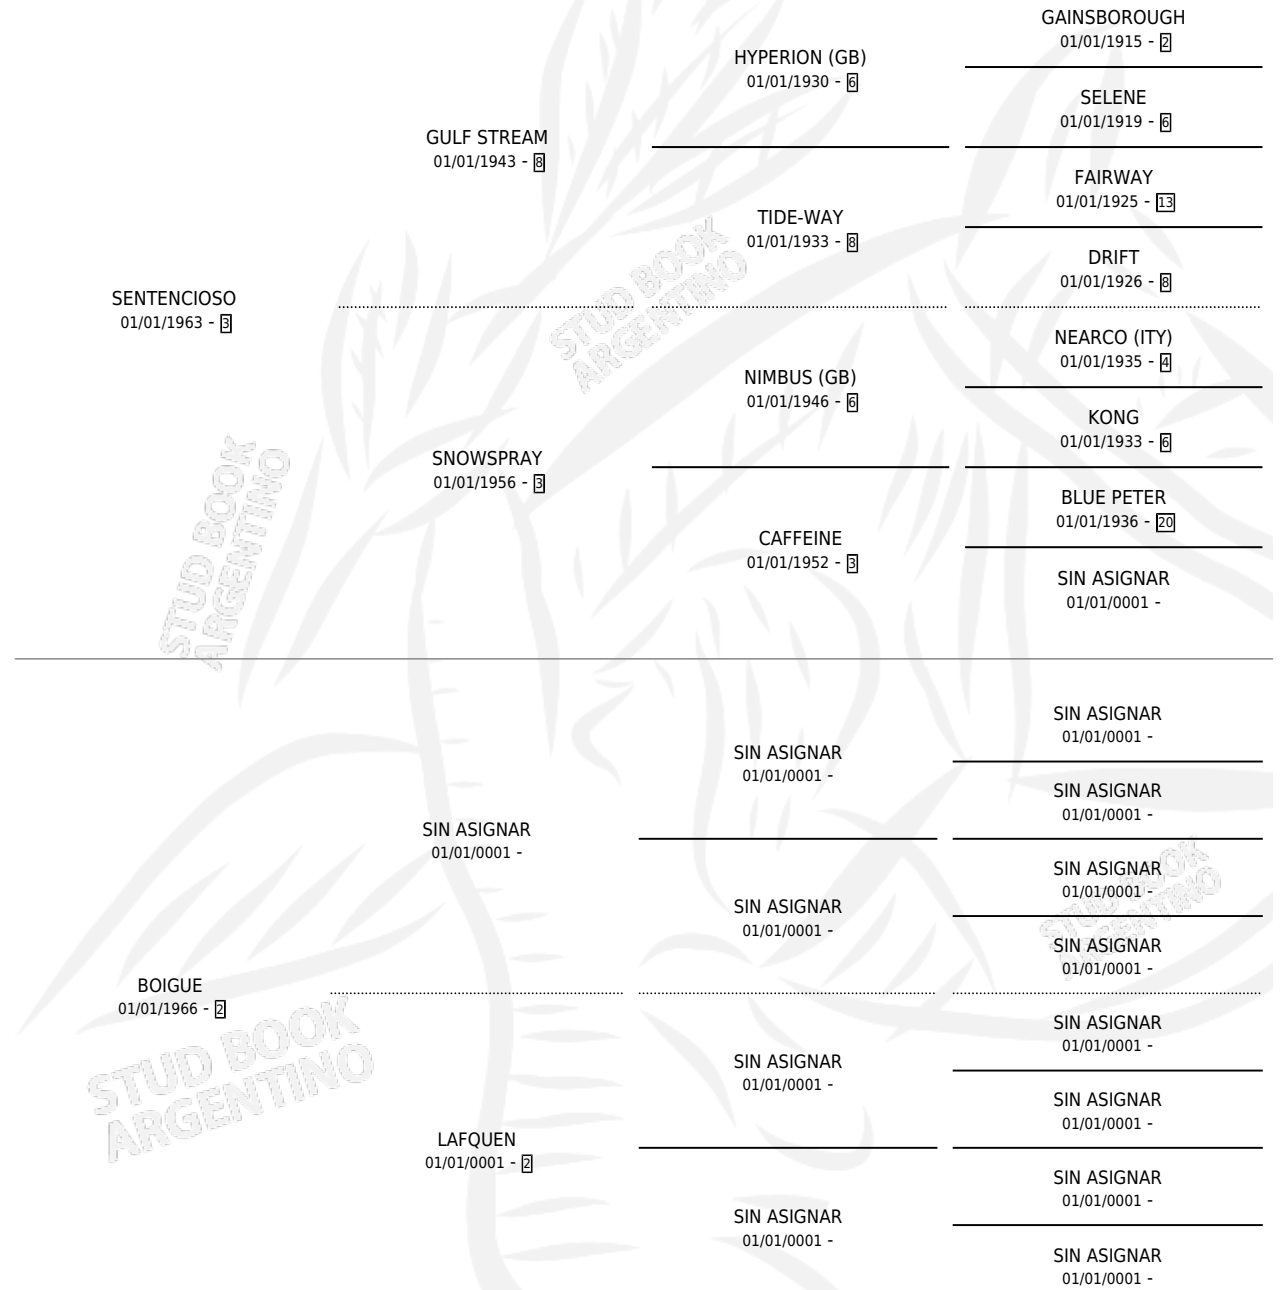 GAINSBOROUGH
01/01/1915 - 2
HYPERION (GB)
01/01/1930 - 6
SELENE
01/01/1919 - 6
GULF STREAM
01/01/1943 - 8
FAIRWAY
01/01/1925 - 13
TIDE-WAY
01/01/1933 - 8
DRIFT
01/01/1926 - 8
SENTENCIOSO
01/01/1963 - 3
NEARCO (ITY)
01/01/1935 - 4
NIMBUS (GB)
01/01/1946 - 6
KONG
01/01/1933 - 6
SNOWSPRAY
01/01/1956 - 3
BLUE PETER
01/01/1936 - 20
CAFFEINE
01/01/1952 - 3
SIN ASIGNAR
01/01/0001 -
SIN ASIGNAR
01/01/0001 -
SIN ASIGNAR
01/01/0001 -
SIN ASIGNAR
01/01/0001 -
SIN ASIGNAR
01/01/0001 -
SIN ASIGNAR
01/01/0001 -
SIN ASIGNAR
01/01/0001 -
SIN ASIGNAR
01/01/0001 -
BOIGUE
01/01/1966 - 2
SIN ASIGNAR
01/01/0001 -
SIN ASIGNAR
01/01/0001 -
SIN ASIGNAR
01/01/0001 -
LAFQUEN
01/01/0001 - 2
SIN ASIGNAR
01/01/0001 -
SIN ASIGNAR
01/01/0001 -
SIN ASIGNAR
01/01/0001 -
STUD BOOK
ARGENTINO
STUD BOOK
ARGENTINO
STUD BOOK
ARGENTINO
STUD BOOK
ARGENTINO